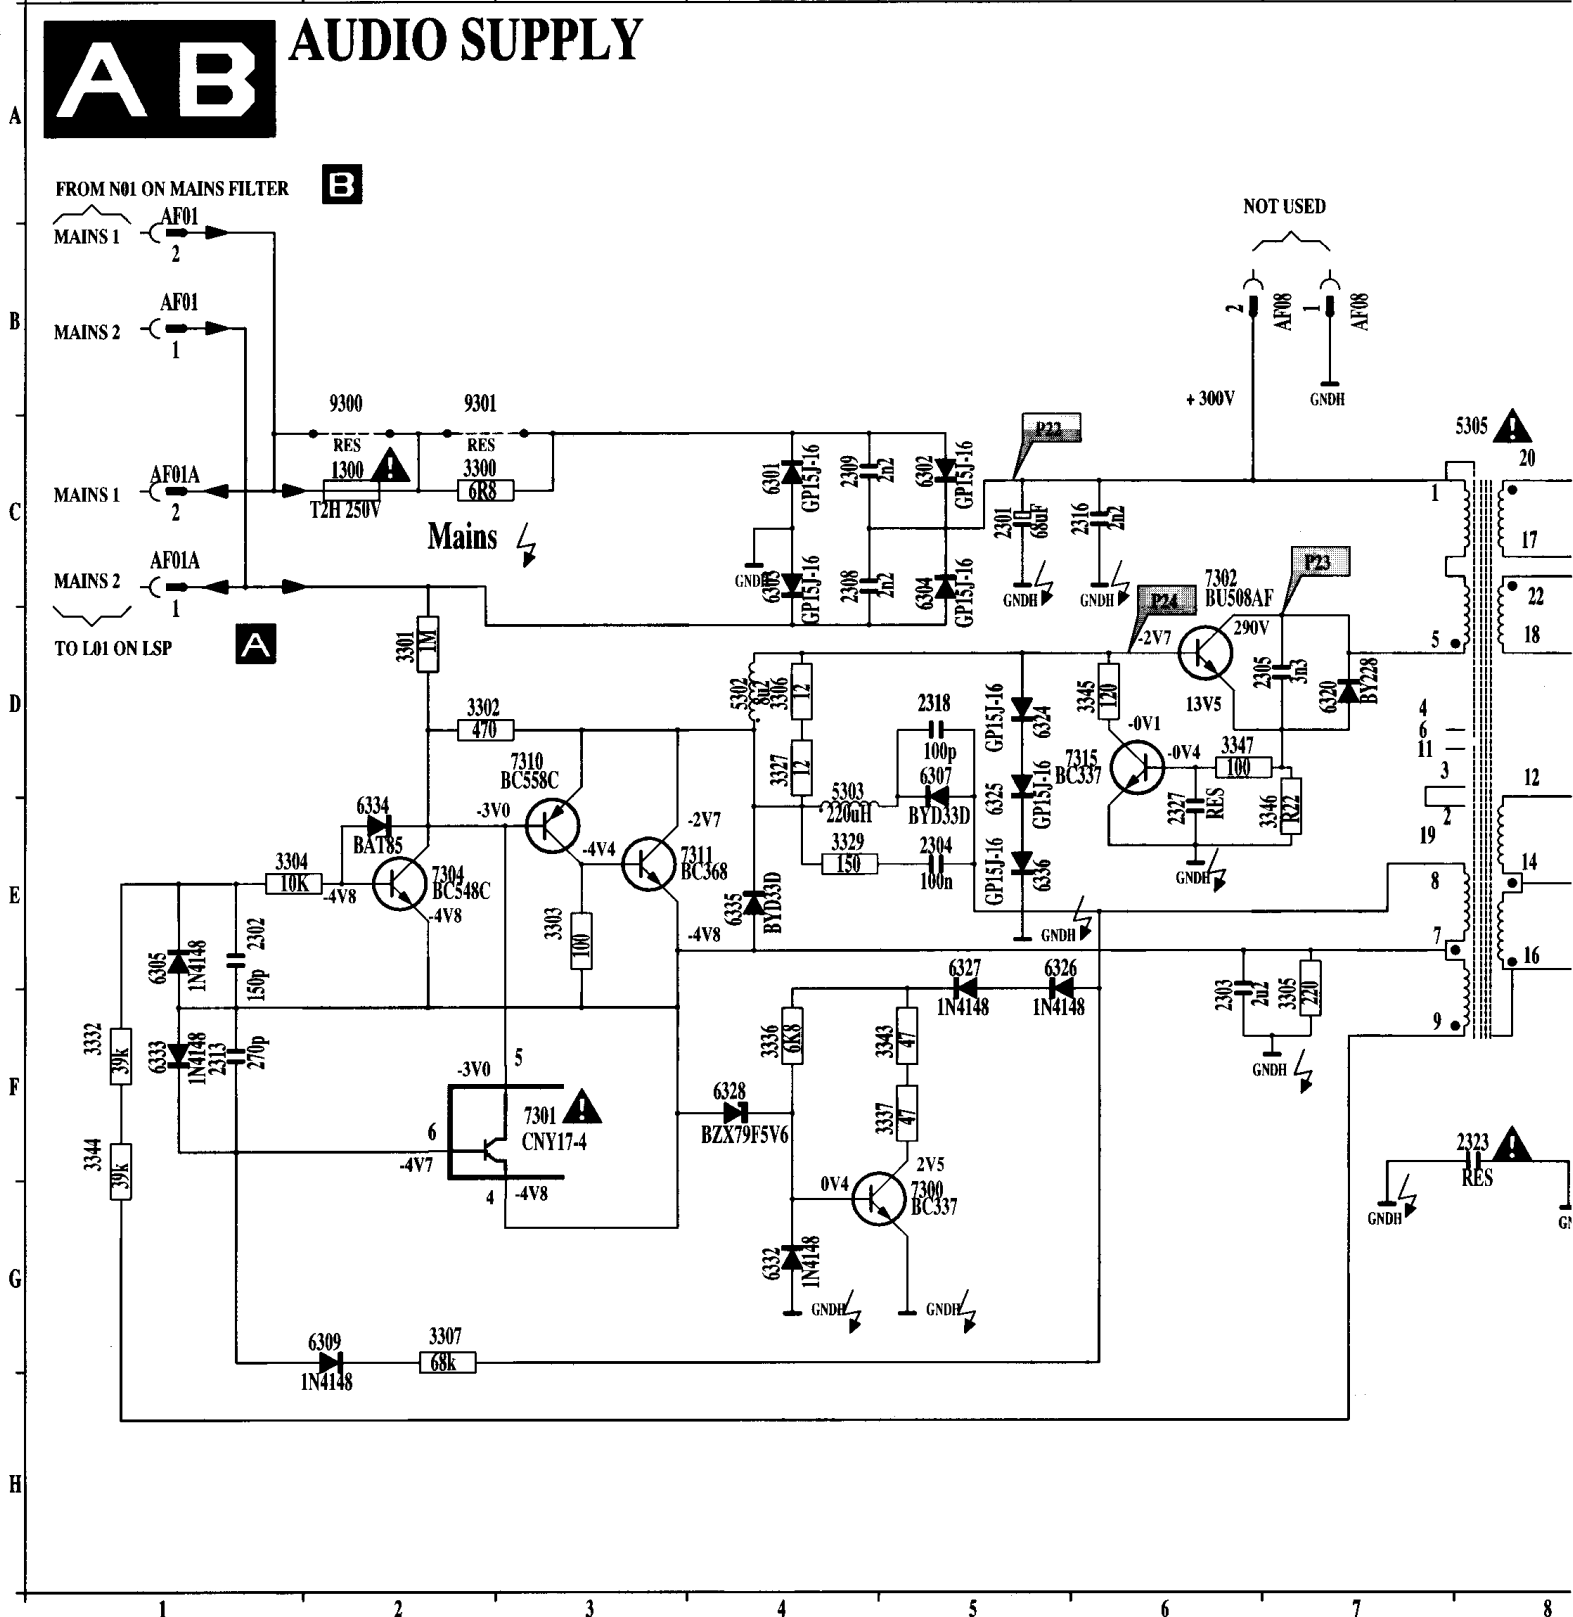 AB
AUDIO SUPPLY
A
FROM N01 ON MAINS FILTER
B
MAINS 1
AF01
2
MAINS 2
AF01
1
B
NOT USED
2
AF08
1
AF08
+ 300V
GNDH
9300
RES
9301
RES
1300
T2H 250V
3300
6R8
MAINS 1
AF01A
2
C
Mains
MAINS 2
AF01A
1
TO L01 ON LSP
A
6301
GP15J-16
2309
2n2
6302
GP15J-16
P22
2301
68uF
2316
2n2
GNDH
6303
GP15J-16
2308
2n2
6304
GP15J-16
GNDH
GNDH
P24
7302
BU508AF
P23
5305
20
1
17
22
5
18
3301
1M
-2V7
290V
2305
3n3
6320
BY228
13V5
D
3302
470
5302
8u2
3306
12
2318
100p
GP15J-16
6324
3345
120
-0V1
4
6
11
3
2
19
12
7310
BC558C
3327
12
5303
220uH
6307
BYD33D
6325
GP15J-16
7315
BC337
-0V4
3347
100
2327
RES
3346
R22
GNDH
6334
BAT85
-3V0
-4V4
-2V7
7311
BC368
3329
150
2304
100n
GP15J-16
6336
GNDH
3304
10K
-4V8
7304
BC548C
-4V8
E
8
14
7
16
9
2302
150p
6305
1N4148
3303
100
-4V8
6335
BYD33D
6327
1N4148
6326
1N4148
2303
2u2
3305
220
GNDH
3332
39k
6333
1N4148
2313
270p
3336
6K8
3343
47
F
-3V0
5
7301
CNY17-4
6
-4V7
4
-4V8
6328
BZX79F5V6
3337
47
3344
39k
0V4
2V5
7300
BC337
2323
RES
GNDH
G
6332
1N4148
GNDH
GNDH
6309
1N4148
3307
68k
H
1 2 3 4 5 6 7 8